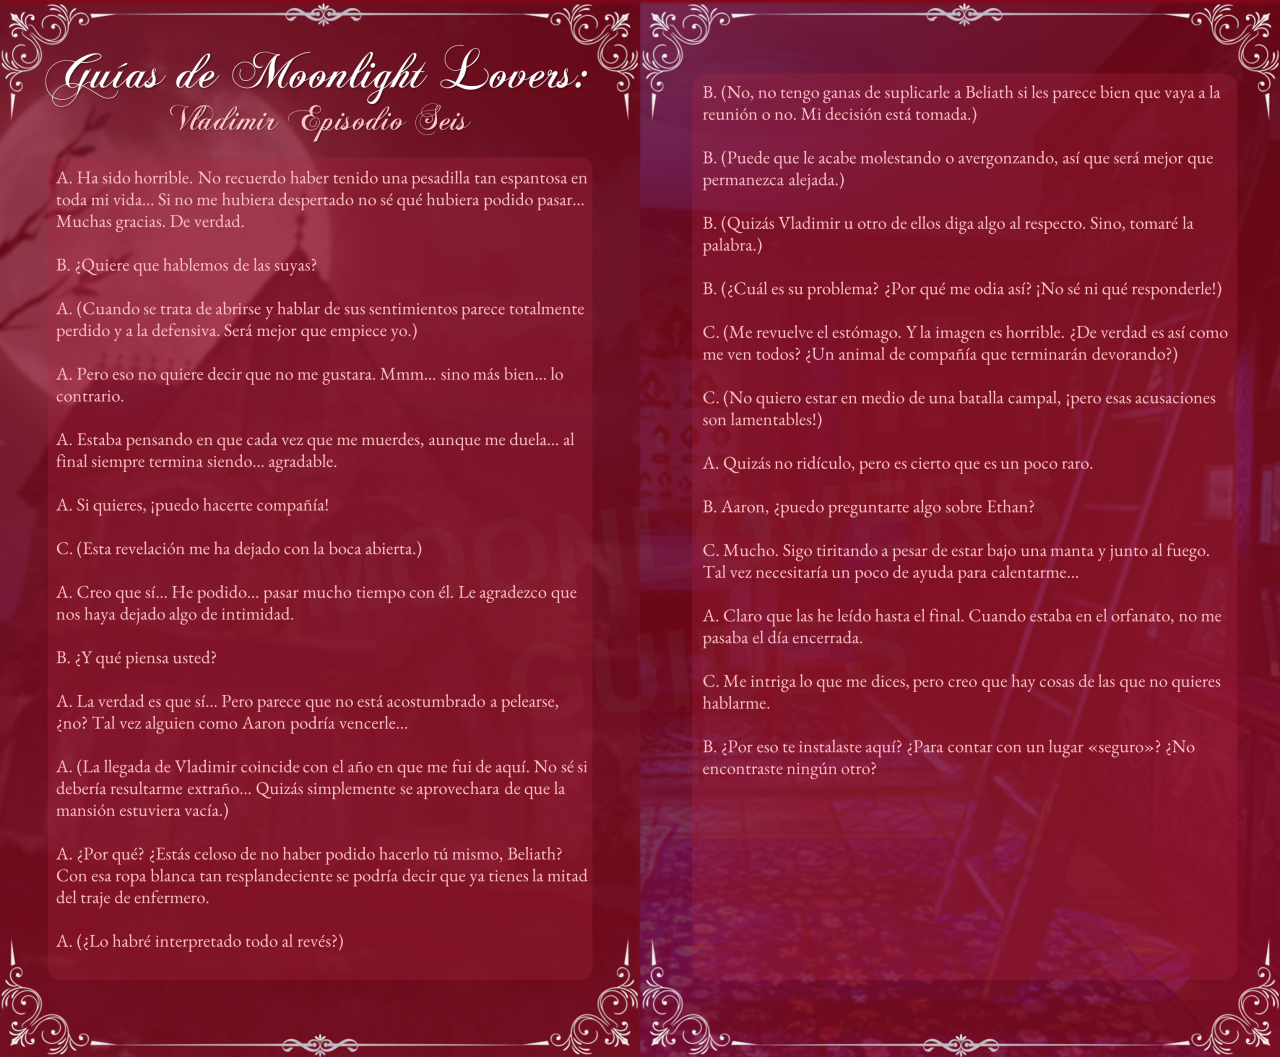 Guías de Moonlight Lovers:
Vladimir Episodio Seis
A. Ha sido horrible. No recuerdo haber tenido una pesadilla tan espantosa en
toda mi vida... Si no me hubiera despertado no sé qué hubiera podido pasar...
Muchas gracias. De verdad.
B. ¿Quiere que hablemos de las suyas?
A. (Cuando se trata de abrirse y hablar de sus sentimientos parece totalmente
perdido y a la defensiva. Será mejor que empiece yo.)
A. Pero eso no quiere decir que no me gustara. Mmm... sino más bien... lo
contrario.
A. Estaba pensando en que cada vez que me muerdes, aunque me duela... al
final siempre termina siendo... agradable.
A. Si quieres, ¡puedo hacerte compañía!
C. (Esta revelación me ha dejado con la boca abierta.)
A. Creo que sí... He podido... pasar mucho tiempo con él. Le agradezco que
nos haya dejado algo de intimidad.
B. ¿Y qué piensa usted?
A. La verdad es que sí... Pero parece que no está acostumbrado a pelearse,
¿no? Tal vez alguien como Aaron podría vencerle...
A. (La llegada de Vladimir coincide con el año en que me fui de aquí. No sé si
debería resultarme extraño... Quizás simplemente se aprovechara de que la
mansión estuviera vacía.)
A. ¿Por qué? ¿Estás celoso de no haber podido hacerlo tú mismo, Beliath?
Con esa ropa blanca tan resplandeciente se podría decir que ya tienes la mitad
del traje de enfermero.
A. (¿Lo habré interpretado todo al revés?)
B. (No, no tengo ganas de suplicarle a Beliath si les parece bien que vaya a la
reunión o no. Mi decisión está tomada.)
B. (Puede que le acabe molestando o avergonzando, así que será mejor que
permanezca alejada.)
B. (Quizás Vladimir u otro de ellos diga algo al respecto. Sino, tomaré la
palabra.)
B. (¿Cuál es su problema? ¿Por qué me odia así? ¡No sé ni qué responderle!)
C. (Me revuelve el estómago. Y la imagen es horrible. ¿De verdad es así como
me ven todos? ¿Un animal de compañía que terminarán devorando?)
C. (No quiero estar en medio de una batalla campal, ¡pero esas acusaciones
son lamentables!)
A. Quizás no ridículo, pero es cierto que es un poco raro.
B. Aaron, ¿puedo preguntarte algo sobre Ethan?
C. Mucho. Sigo tiritando a pesar de estar bajo una manta y junto al fuego.
Tal vez necesitaría un poco de ayuda para calentarme...
A. Claro que las he leído hasta el final. Cuando estaba en el orfanato, no me
pasaba el día encerrada.
C. Me intriga lo que me dices, pero creo que hay cosas de las que no quieres
hablarme.
B. ¿Por eso te instalaste aquí? ¿Para contar con un lugar «seguro»? ¿No
encontraste ningún otro?